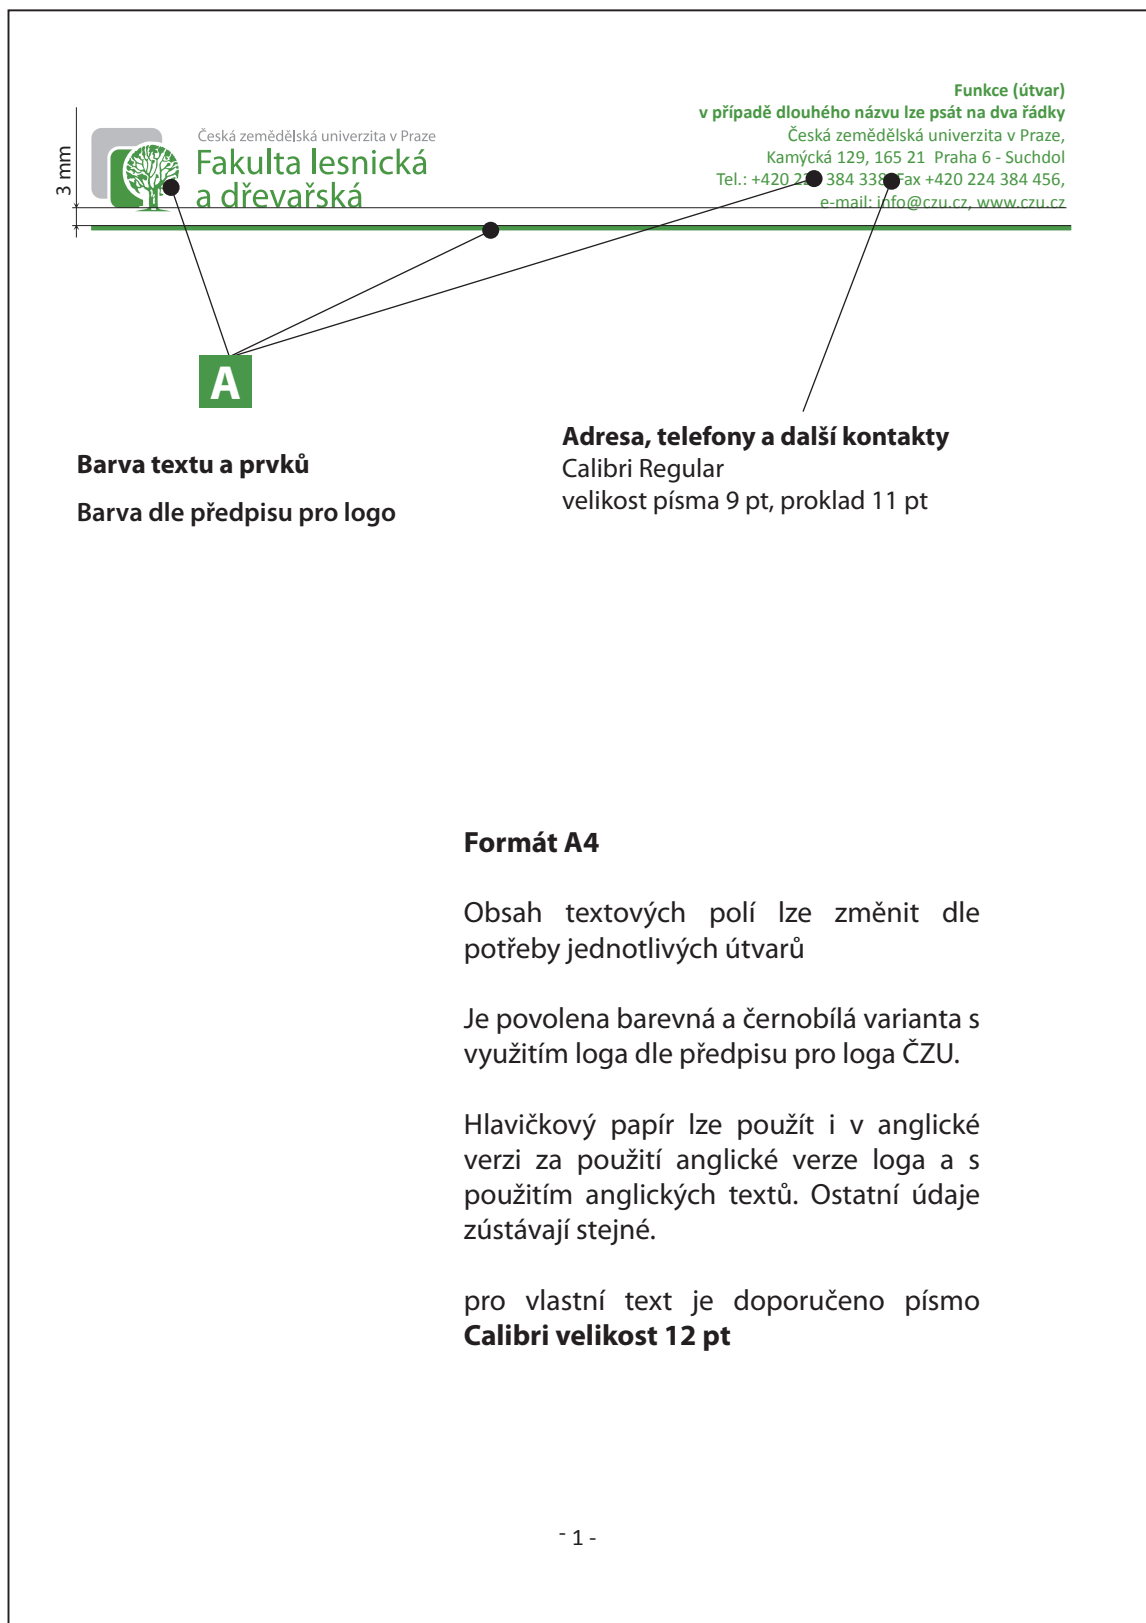 Funkce (útvar)
v případě dlouhého názvu lze psát na dva řádky
Česká zemědělská univerzita v Praze,
Kamýcká 129, 165 21  Praha 6 - Suchdol
Tel.: +420 384 338 Fax +420 224 384 456,
e-mail: info@czu.cz, www.czu.cz
3 mm
Česká zemědělská univerzita v Praze
Fakulta lesnická
a dřevařská
A
Barva textu a prvků
Barva dle předpisu pro logo
Adresa, telefony a další kontakty
Calibri Regular
velikost písma 9 pt, proklad 11 pt
Formát A4
Obsah textových polí lze změnit dle
potřeby jednotlivých útvarů
Je povolena barevná a černobílá varianta s
využitím loga dle předpisu pro loga ČZU.
Hlavičkový papír lze použít i v anglické
verzi za použití anglické verze loga a s
použitím anglických textů. Ostatní údaje
zústávají stejné.
pro vlastní text je doporučeno písmo
Calibri velikost 12 pt
- 1 -